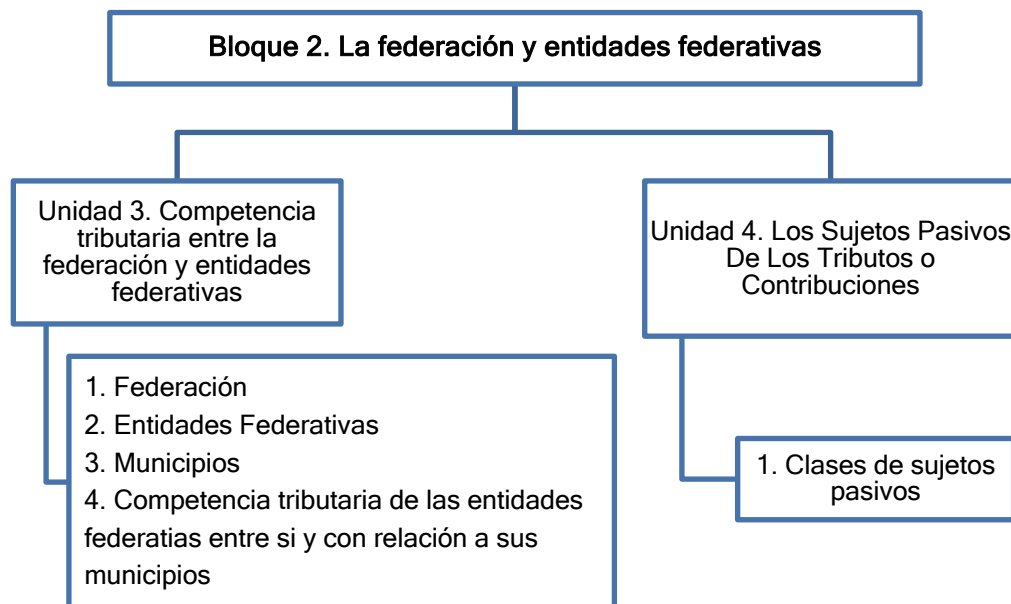 Bloque 2. La federación y entidades federativas
Unidad 3. Competencia
tributaria entre la
federación y entidades
federativas
Unidad 4. Los Sujetos Pasivos
De Los Tributos o
Contribuciones
1. Federación
2. Entidades Federativas
3. Municipios
4. Competencia tributaria de las entidades
federatias entre si y con relación a sus
municipios
1. Clases de sujetos
pasivos